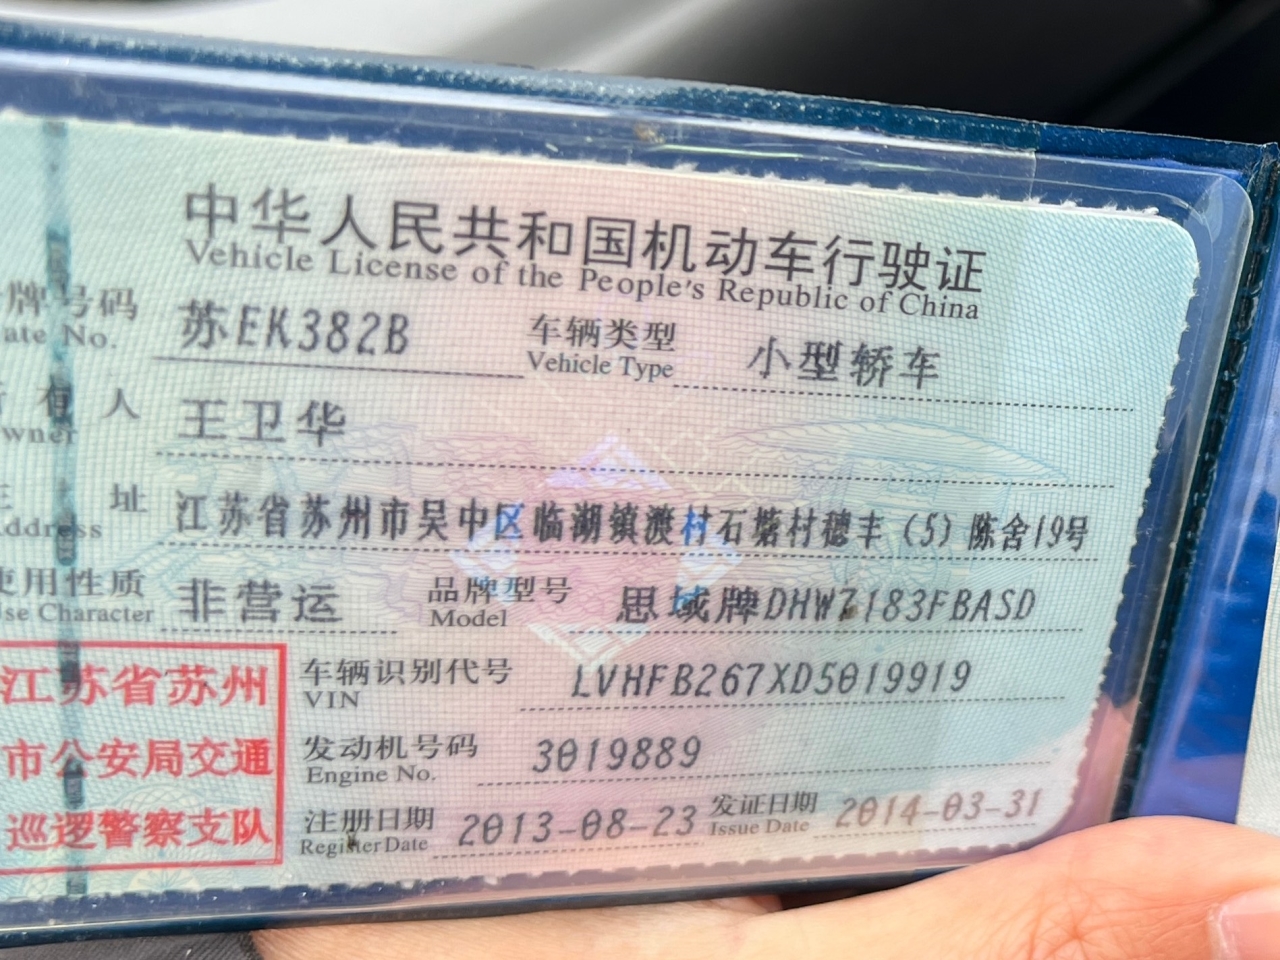 中华人民共和国机动车行驶证
Vehicle License of the People's Republic of China
牌号码 苏EK382B 车辆类型 小型轿车
ate No. Vehicle Type
有人 王卫华
wner
址 江苏省苏州市吴中区临湖镇渡村石塘村穗丰（5）陈舍19号
ddress
使用性质 非营运 品牌型号 思域牌DHW7183FBASD
Use Character Model
江苏省苏州 车辆识别代号 LVHFB267XD5019919
VIN
市公安局交通 发动机号码 3019889
Engine No.
巡逻警察支队 注册日期 2013-08-23 发证日期 2014-03-31
Register Date Issue Date